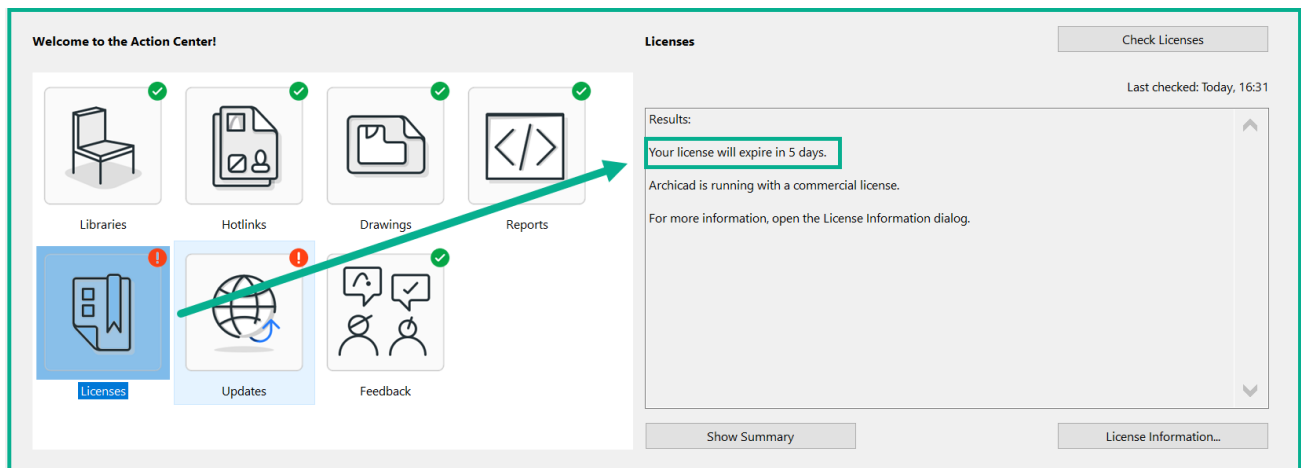 Welcome to the Action Center!
Libraries
Hotlinks
Drawings
Reports
Licenses
Updates
Feedback
Licenses
Check Licenses
Last checked: Today, 16:31
Results:
Your license will expire in 5 days.
Archicad is running with a commercial license.
For more information, open the License Information dialog.
Show Summary
License Information...